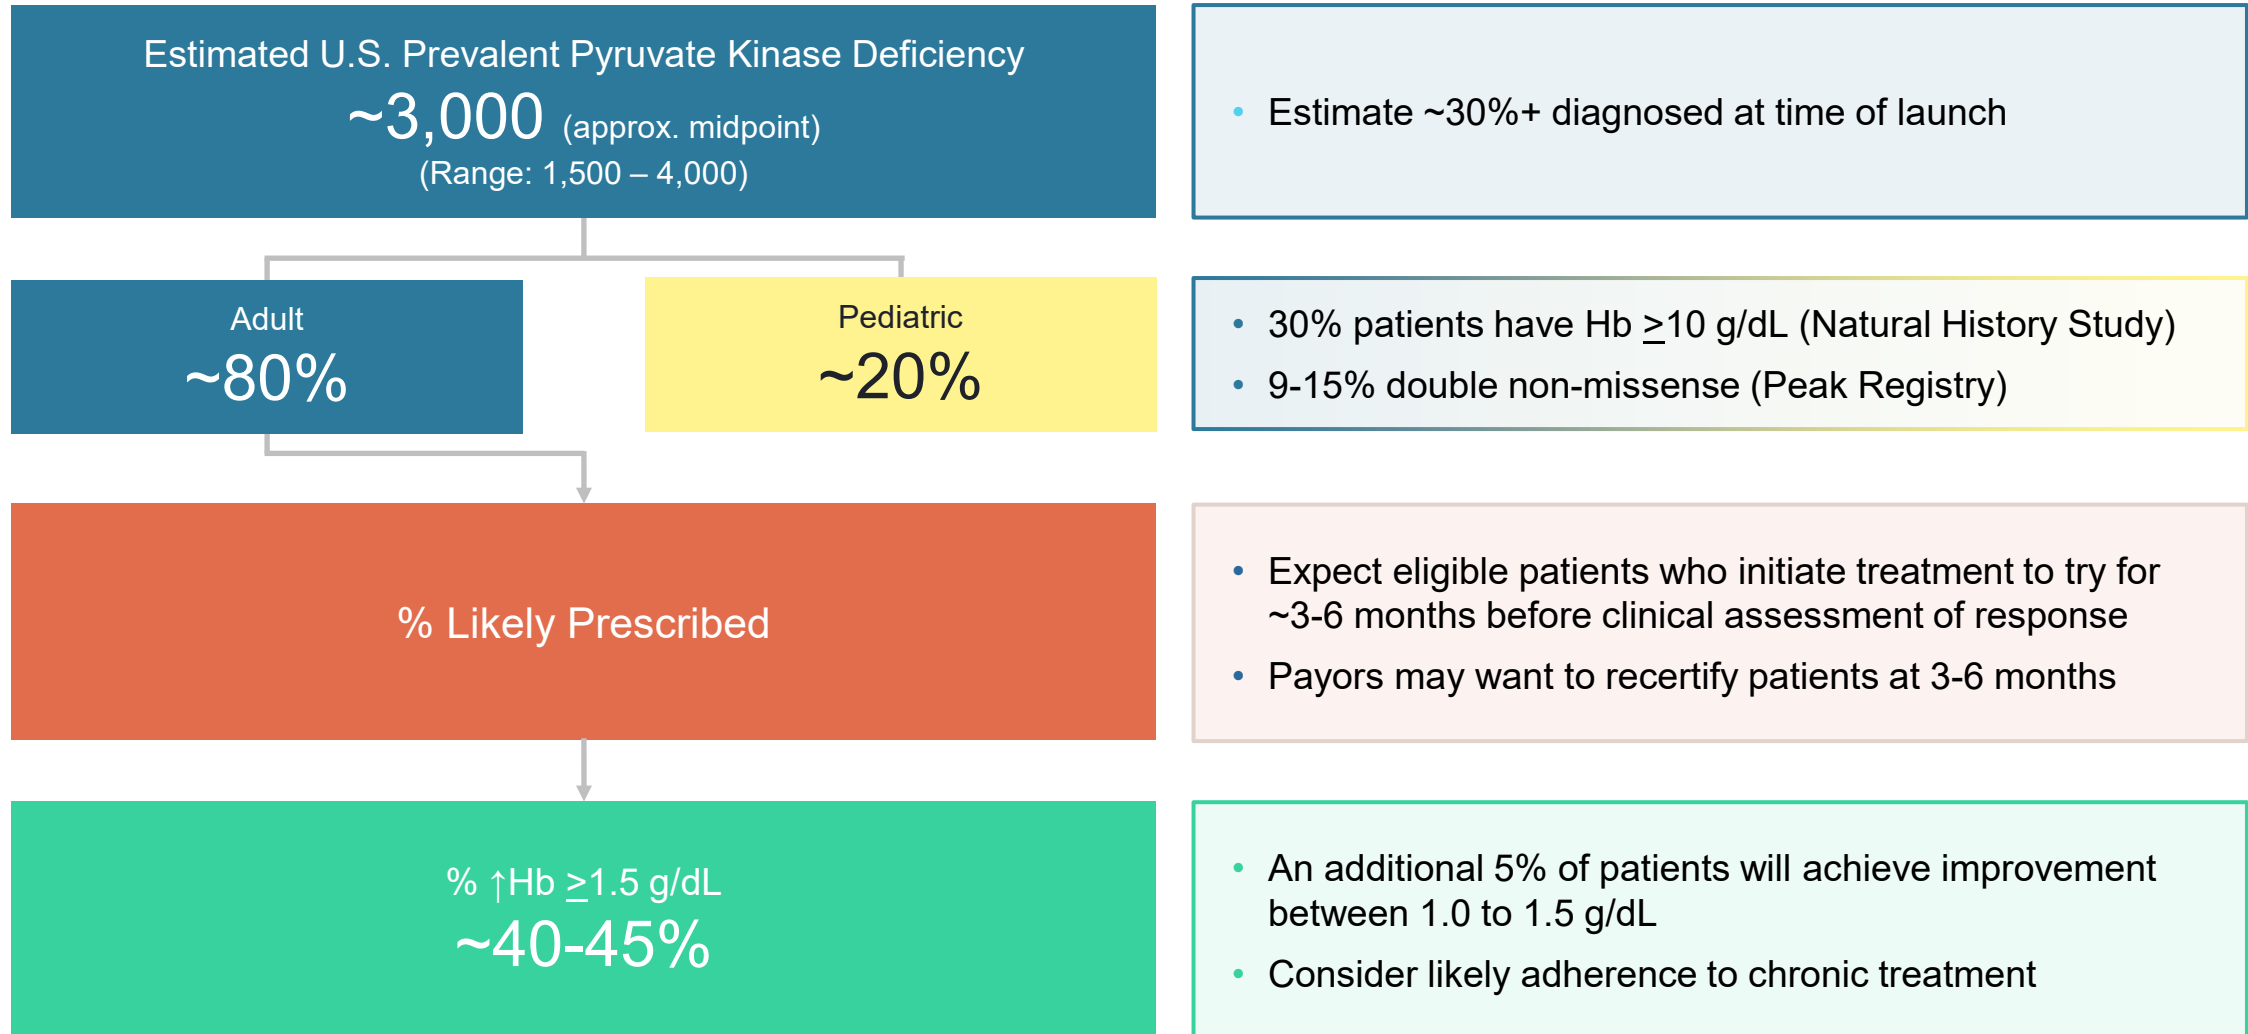 Estimated U.S. Prevalent Pyruvate Kinase Deficiency
~3,000 (approx. midpoint)
(Range: 1,500 – 4,000)
• Estimate ~30%+ diagnosed at time of launch
Adult
~80%
Pediatric
~20%
• 30% patients have Hb ≥10 g/dL (Natural History Study)
• 9-15% double non-missense (Peak Registry)
% Likely Prescribed
• Expect eligible patients who initiate treatment to try for
~3-6 months before clinical assessment of response
• Payors may want to recertify patients at 3-6 months
% ↑Hb ≥1.5 g/dL
~40-45%
• An additional 5% of patients will achieve improvement
between 1.0 to 1.5 g/dL
• Consider likely adherence to chronic treatment